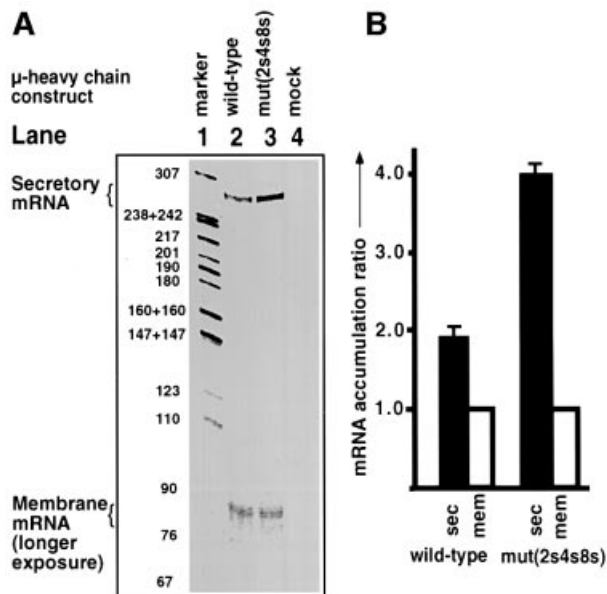 A
μ-heavy chain
construct
marker
wild-type
mut(2s4s8s)
mock
Lane
1 2 3 4
Secretory
mRNA
307
238+242
217
201
190
180
160+160
147+147
123
110
90
76
67
Membrane
mRNA
(longer
exposure)
B
mRNA accumulation ratio
4.0
3.0
2.0
1.0
sec
mem
sec
mem
wild-type
mut(2s4s8s)